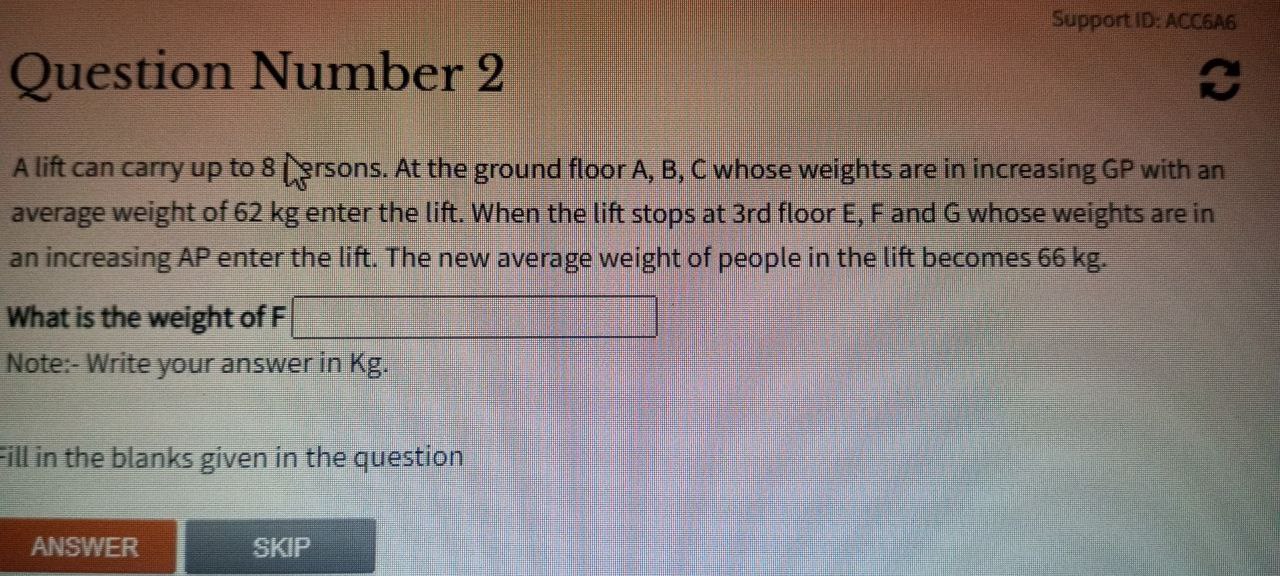 Support ID: ACC6A6
Question Number 2
A lift can carry up to 8 persons. At the ground floor A, B, C whose weights are in increasing GP with an
average weight of 62 kg enter the lift. When the lift stops at 3rd floor E, F and G whose weights are in
an increasing AP enter the lift. The new average weight of people in the lift becomes 66 kg.
What is the weight of F
Note:- Write your answer in Kg.
Fill in the blanks given in the question
ANSWER SKIP